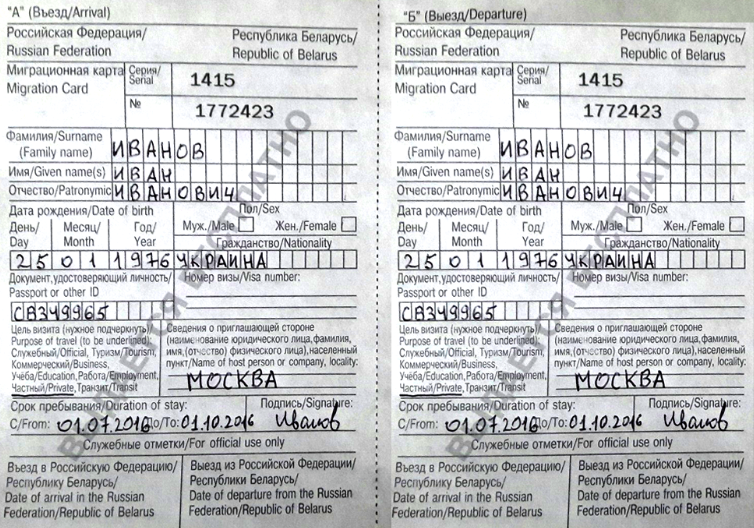 "А" (Въезд/Arrival)
Российская Федерация/ Республика Беларусь/
Russian Federation Republic of Belarus
Миграционная карта Серия/ 1415
Migration Card Serial
№ 1772423
Фамилия/Surname ИВАНОВ
(Family name)
Имя/Given name(s) ИВАН
Отчество/Patronymic ИВАНОВИЧ
Дата рождения/Date of birth Пол/Sex
День/ Месяц/ Год/ Муж./Male Жен./Female
Day Month Year Гражданство/Nationality
25 01 1976 УКРАИНА
Документ,удостоверяющий личность/ Номер визы/Visa number:
Passport or other ID
СВ349965
Цель визита (нужное подчеркнуть)/ Сведения о приглашающей стороне
Purpose of travel (to be underlined): (наименование юридического лица,фамилия,
Служебный/Official, Туризм/Tourism, имя,(отчество) физического лица),населенный
Коммерческий/Business, пункт/Name of host person or company, locality:
Учёба/Education,Работа/Employment, МОСКВА
Частный/Private,Транзит/Transit
Срок пребывания/Duration of stay: Подпись/Signature:
С/From: 01.07.2016 До/To: 01.10.2016 Иванов
Служебные отметки/For official use only
Въезд в Российскую Федерацию/ Выезд из Российской Федерации/
Республику Беларусь/ Республики Беларусь/
Date of arrival in the Russian Date of departure from the Russian
Federation/Republic of Belarus Federation/Republic of Belarus
ВЫДАЕТСЯ БЕСПЛАТНО
"Б" (Выезд/Departure)
Российская Федерация/ Республика Беларусь/
Russian Federation Republic of Belarus
Миграционная карта Серия/ 1415
Migration Card Serial
№ 1772423
Фамилия/Surname ИВАНОВ
(Family name)
Имя/Given name(s) ИВАН
Отчество/Patronymic ИВАНОВИЧ
Дата рождения/Date of birth Пол/Sex
День/ Месяц/ Год/ Муж./Male Жен./Female
Day Month Year Гражданство/Nationality
25 01 1976 УКРАИНА
Документ,удостоверяющий личность/ Номер визы/Visa number:
Passport or other ID
СВ349965
Цель визита (нужное подчеркнуть)/ Сведения о приглашающей стороне
Purpose of travel (to be underlined): (наименование юридического лица,фамилия,
Служебный/Official, Туризм/Tourism, имя,(отчество) физического лица),населенный
Коммерческий/Business, пункт/Name of host person or company, locality:
Учёба/Education,Работа/Employment, МОСКВА
Частный/Private,Транзит/Transit
Срок пребывания/Duration of stay: Подпись/Signature:
С/From: 01.07.2016 До/To: 01.10.2016 Иванов
Служебные отметки/For official use only
Въезд в Российскую Федерацию/ Выезд из Российской Федерации/
Республику Беларусь/ Республики Беларусь/
Date of arrival in the Russian Date of departure from the Russian
Federation/Republic of Belarus Federation/Republic of Belarus
ВЫДАЕТСЯ БЕСПЛАТНО